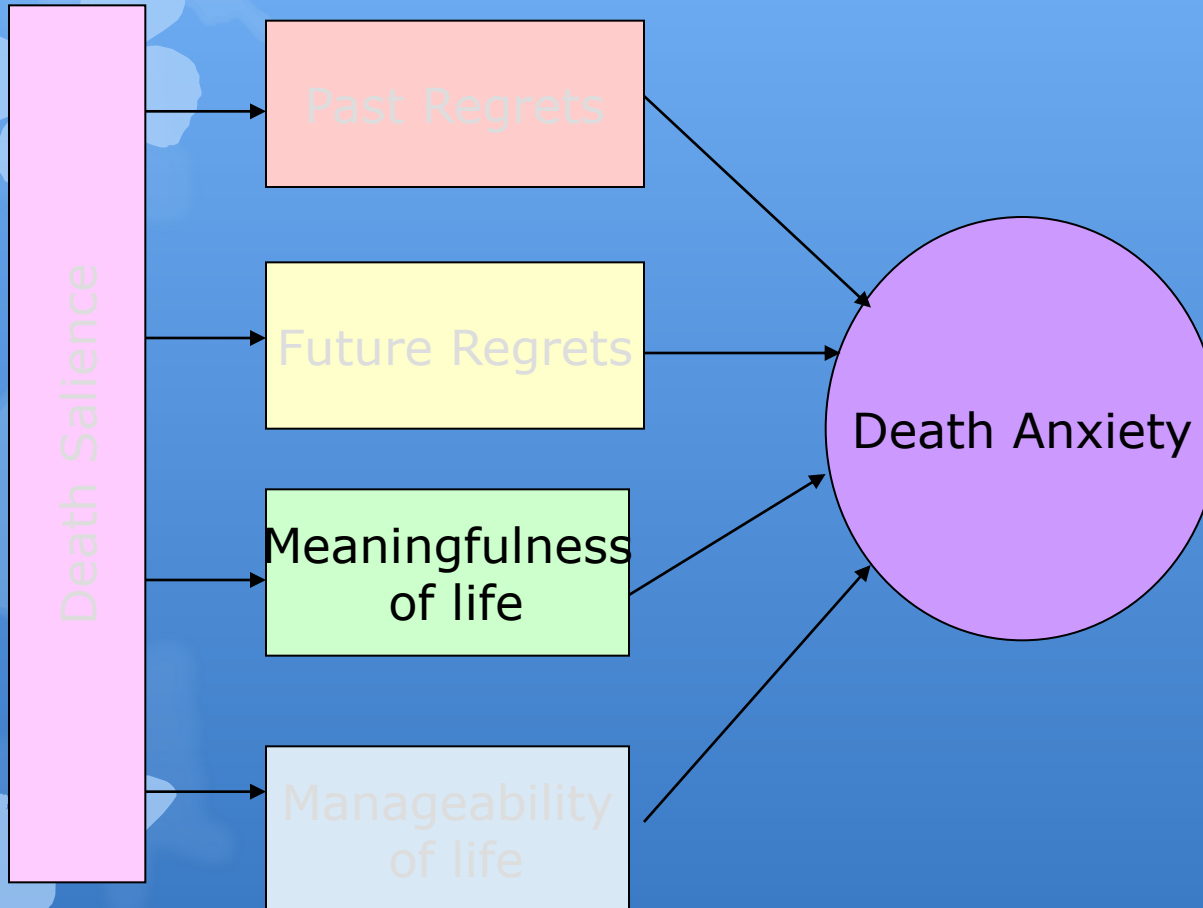 Death Salience
Past Regrets
Future Regrets
Meaningfulness
of life
Manageability
of life
Death Anxiety